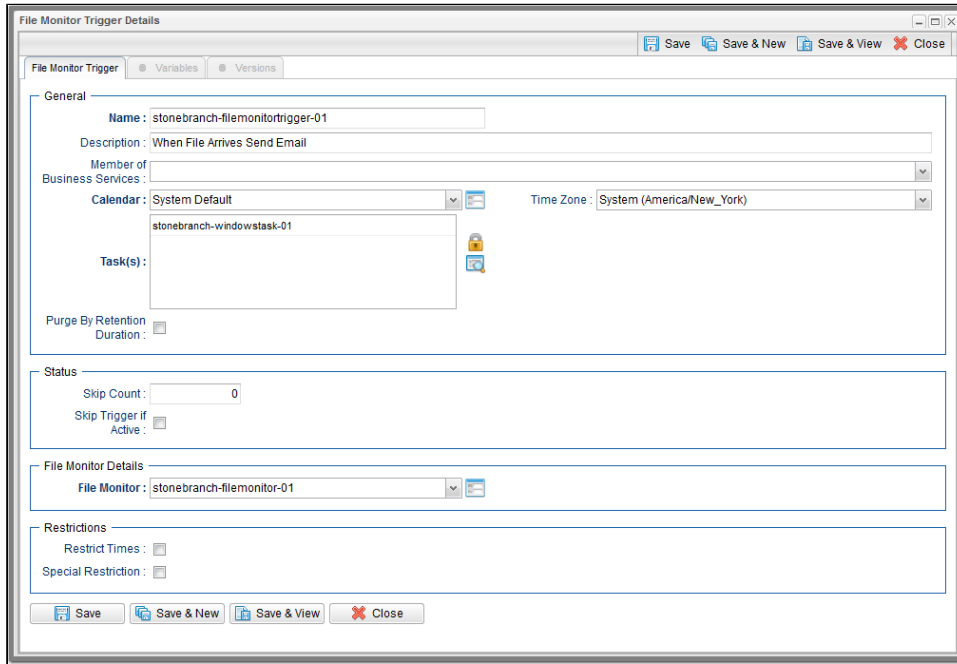 File Monitor Trigger Details
Save Save & New Save & View Close
File Monitor Trigger Variables Versions
General
Name : stonebranch-filemonitortrigger-01
Description : When File Arrives Send Email
Member of
Business Services :
Calendar : System Default Time Zone : System (America/New_York)
stonebranch-windowstask-01
Task(s) :
Purge By Retention
Duration :
Status
Skip Count : 0
Skip Trigger if
Active :
File Monitor Details
File Monitor : stonebranch-filemonitor-01
Restrictions
Restrict Times :
Special Restriction :
Save Save & New Save & View Close